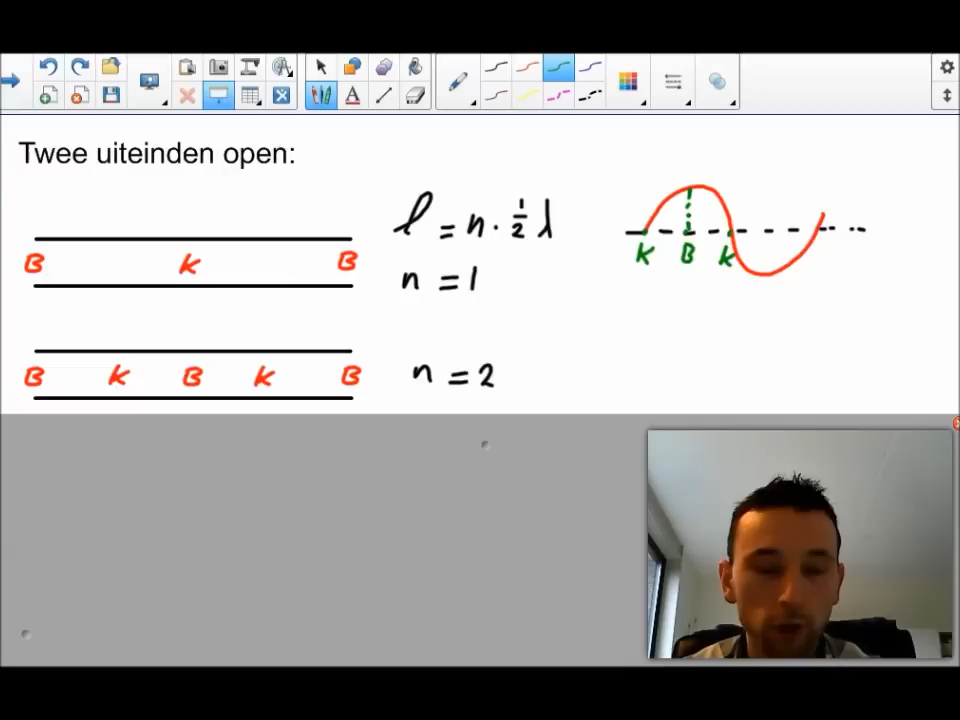 Twee uiteinden open:
ℓ = n · ½ λ
B K B
n = 1
K B K
B K B K B
n = 2